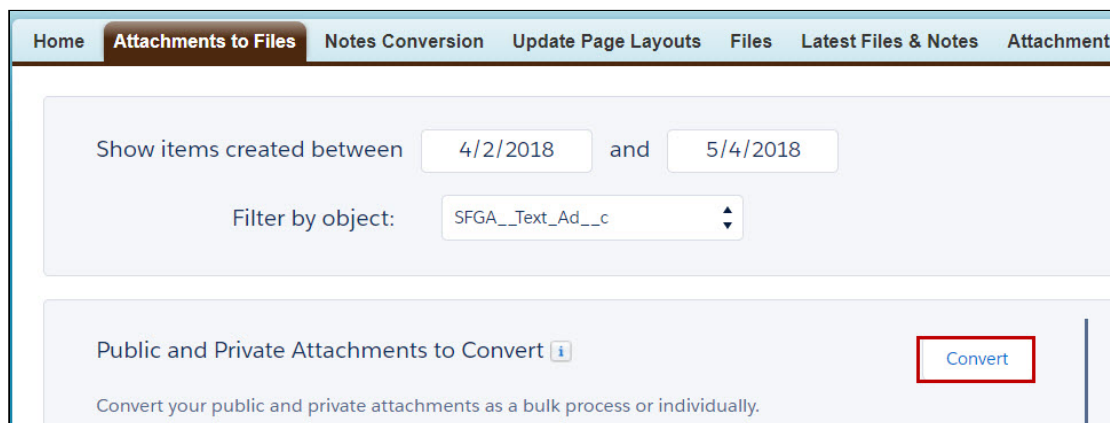 Home Attachments to Files Notes Conversion Update Page Layouts Files Latest Files & Notes Attachment
Show items created between 4/2/2018 and 5/4/2018
Filter by object: SFGA__Text_Ad__c
Public and Private Attachments to Convert i
Convert
Convert your public and private attachments as a bulk process or individually.